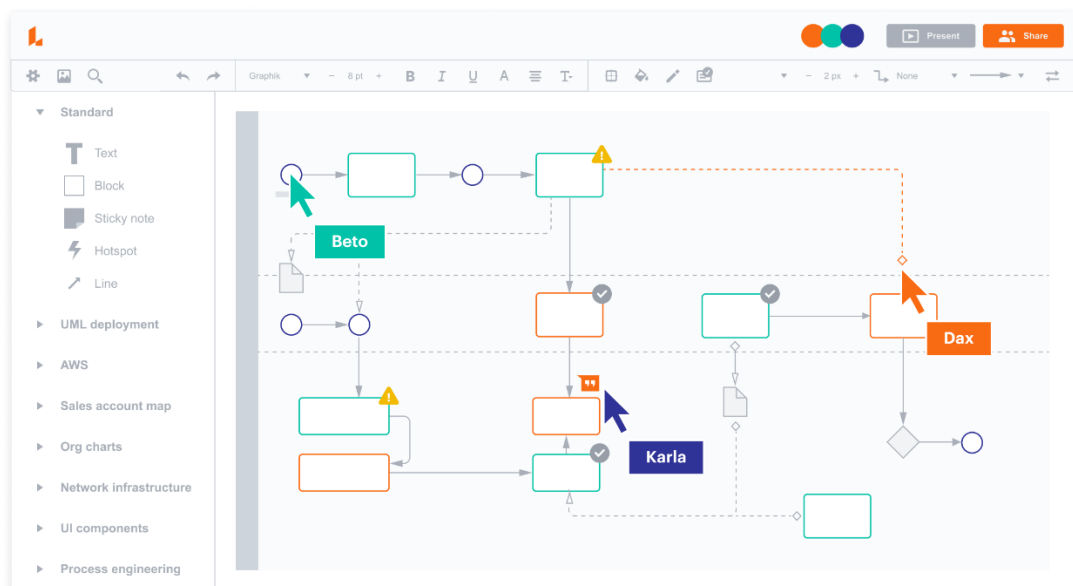 Present
Share
Graphik
− 8 pt +
B I U A T-
− 2 px +
None
Standard
T Text
Block
Sticky note
Hotspot
Line
UML deployment
AWS
Sales account map
Org charts
Network infrastructure
UI components
Process engineering
Beto
Dax
Karla